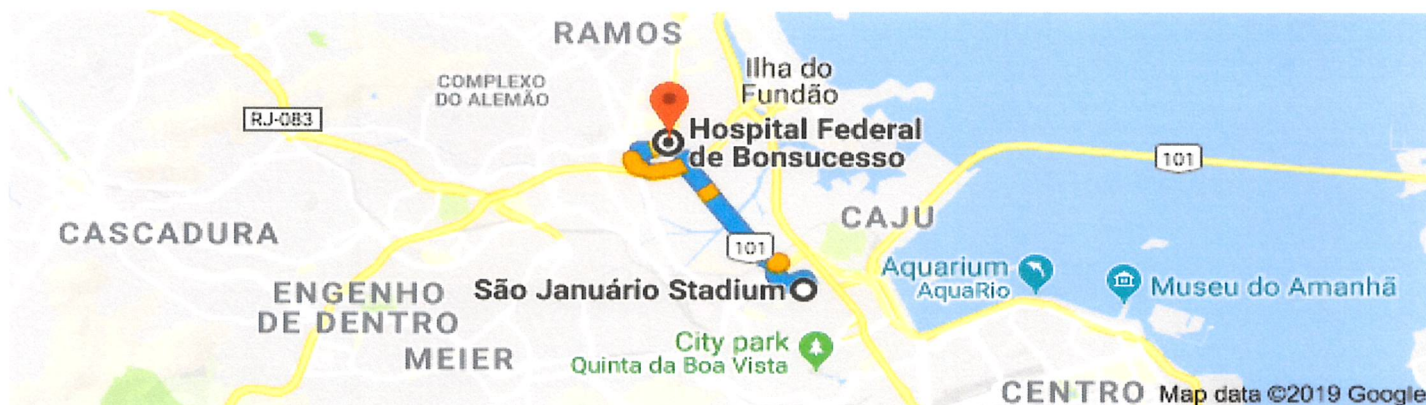 RAMOS
COMPLEXO
DO ALEMÃO
Ilha do
Fundão
RJ-083
Hospital Federal
de Bonsucesso
101
CASCADURA
CAJU
101
São Januário Stadium
Aquarium
AquaRio
Museu do Amanhã
ENGENHO
DE DENTRO
MEIER
City park
Quinta da Boa Vista
CENTRO
Map data ©2019 Google